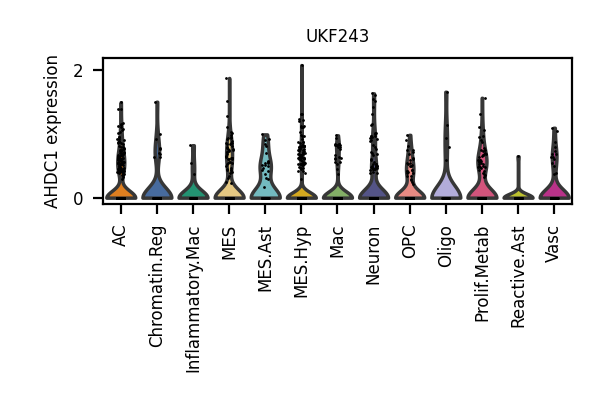 UKF243
AHDC1 expression
2
0
AC
Chromatin.Reg
Inflammatory.Mac
MES
MES.Ast
MES.Hyp
Mac
Neuron
OPC
Oligo
Prolif.Metab
Reactive.Ast
Vasc